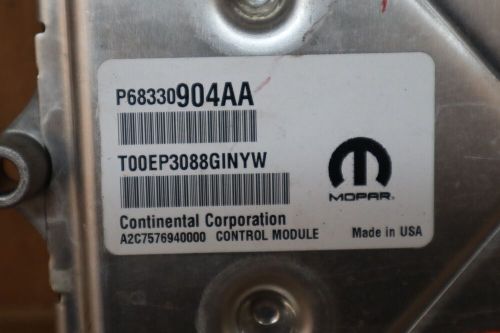 P68330904AA
T00EP3088GINYW
MOPAR
Continental Corporation
A2C7576940000 CONTROL MODULE
Made in USA